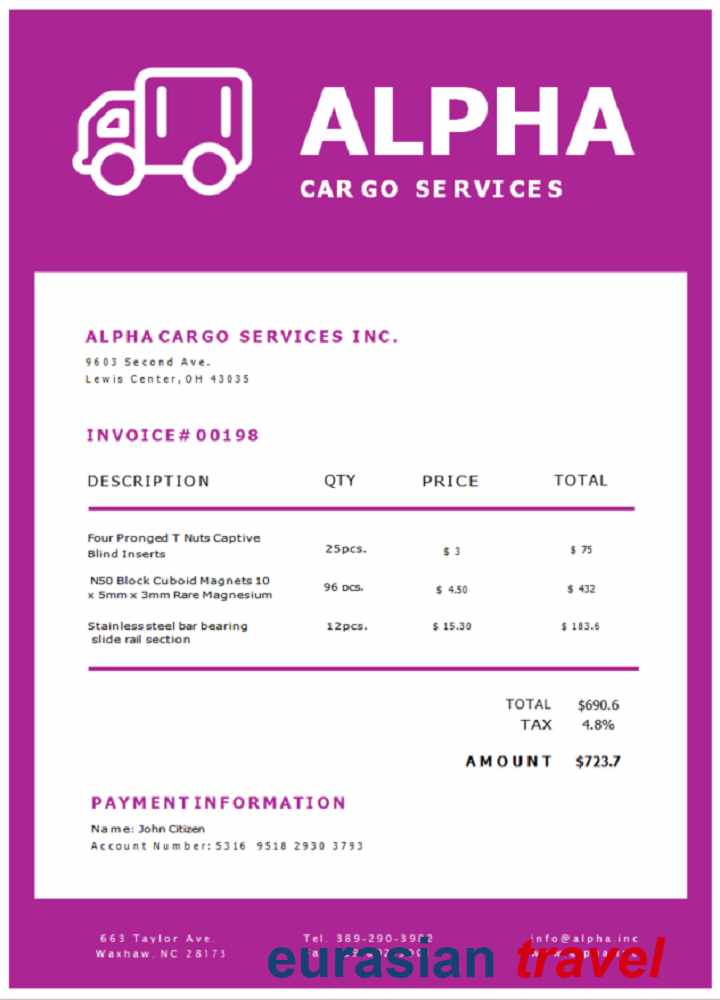 ALPHA
CARGO SERVICES
ALPHA CARGO SERVICES INC.
9603 Second Ave.
Lewis Center, OH 43035
INVOICE# 00198
DESCRIPTION QTY PRICE TOTAL
Four Pronged T Nuts Captive
Blind Inserts 25pcs. $ 3 $ 75
N50 Block Cuboid Magnets 10
x 5mm x 3mm Rare Magnesium 96 pcs. $ 4.50 $ 432
Stainless steel bar bearing
slide rail section 12pcs. $ 15.30 $ 183.6
TOTAL $690.6
TAX 4.8%
AMOUNT $723.7
PAYMENT INFORMATION
Name: John Citizen
Account Number: 5316 9518 2930 3793
663 Taylor Ave. Tel. 389-290-3982 info@alpha.inc
Waxhaw, NC 28173
eurasian travel